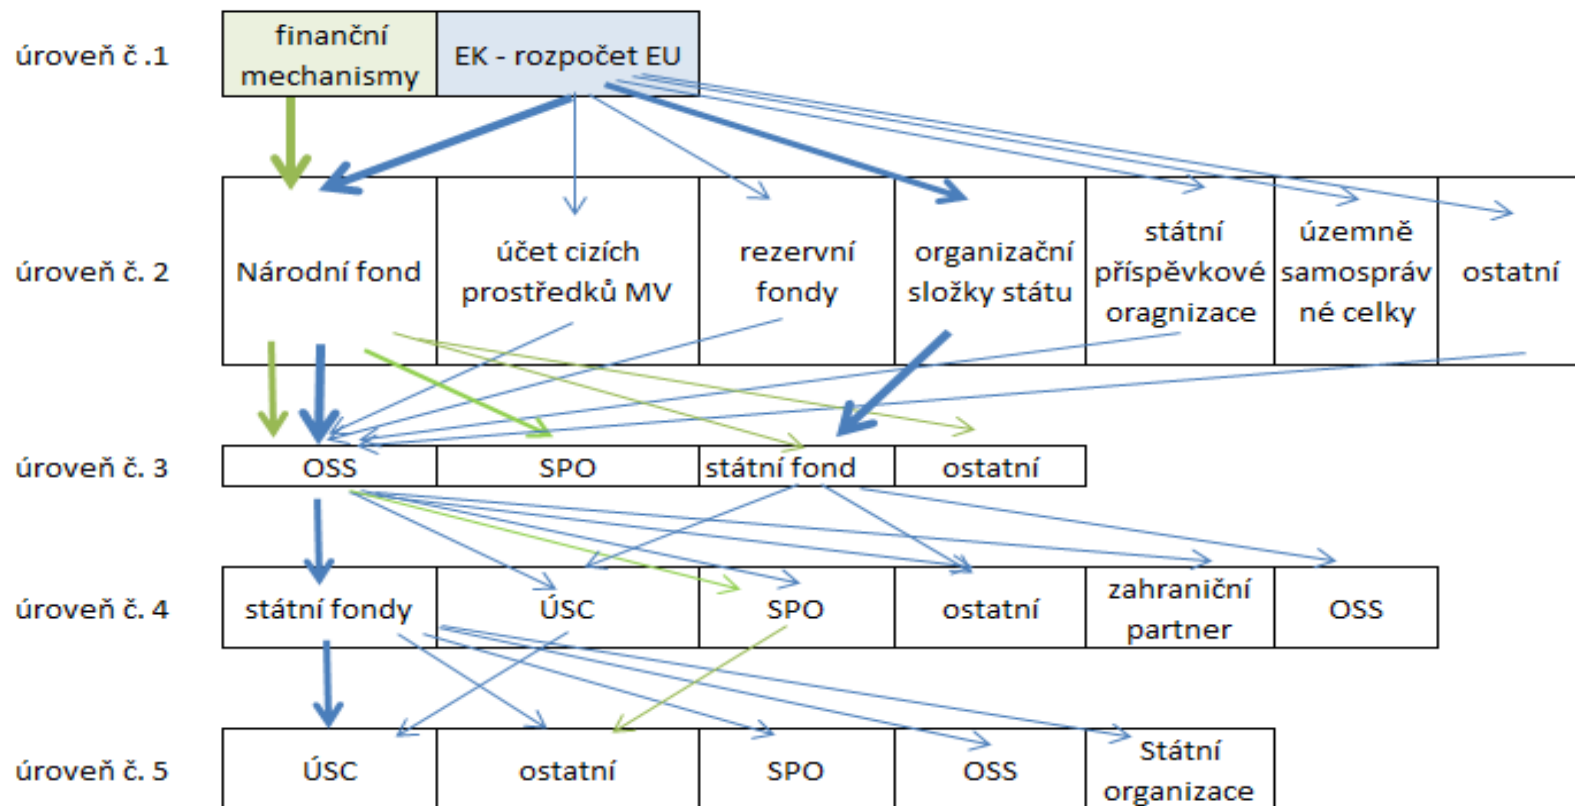 úroveň č .1
finanční
mechanismy
EK - rozpočet EU
úroveň č. 2
Národní fond
účet cizích
prostředků MV
rezervní
fondy
organizační
složky státu
státní
příspěvkové
oragnizace
územně
samospráv
né celky
ostatní
úroveň č. 3
OSS
SPO
státní fond
ostatní
úroveň č. 4
státní fondy
ÚSC
SPO
ostatní
zahraniční
partner
OSS
úroveň č. 5
ÚSC
ostatní
SPO
OSS
Státní
organizace